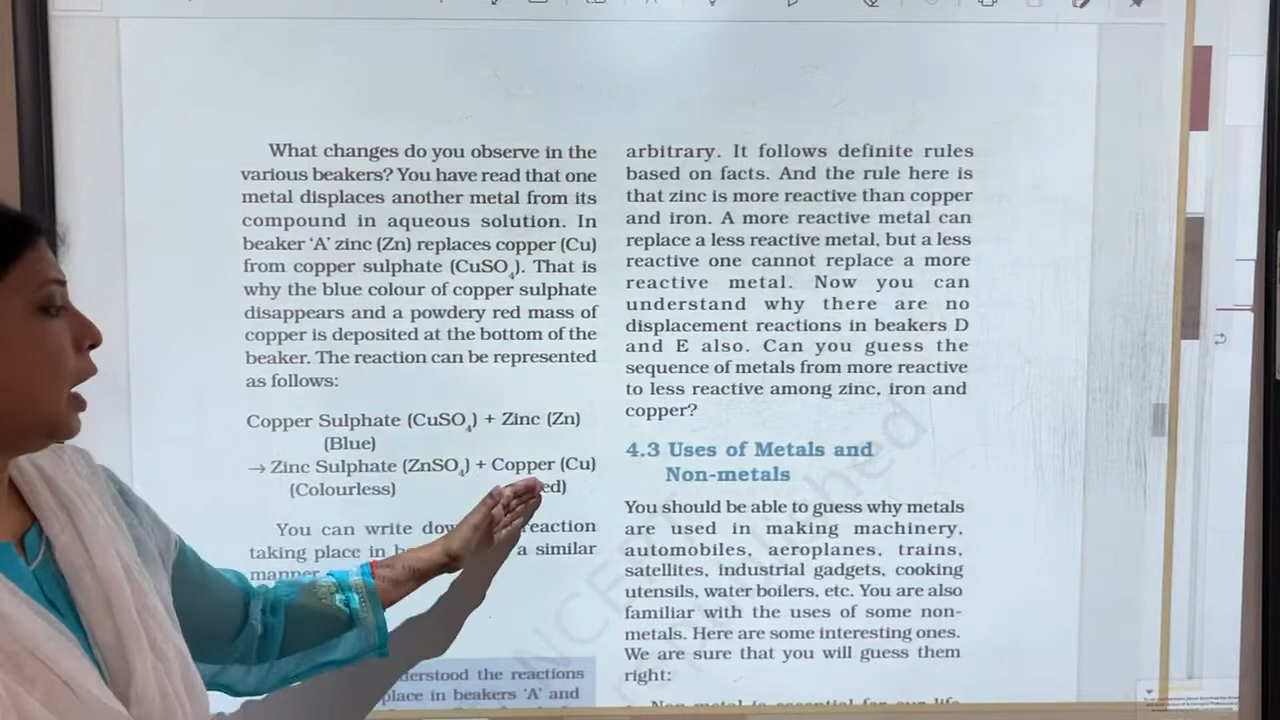 What changes do you observe in the
various beakers? You have read that one
metal displaces another metal from its
compound in aqueous solution. In
beaker ‘A’ zinc (Zn) replaces copper (Cu)
from copper sulphate (CuSO4). That is
why the blue colour of copper sulphate
disappears and a powdery red mass of
copper is deposited at the bottom of the
beaker. The reaction can be represented
as follows:
Copper Sulphate (CuSO4) + Zinc (Zn)
(Blue)
→ Zinc Sulphate (ZnSO4) + Copper (Cu)
(Colourless) ed)
You can write dow eaction
taking place in a similar
manner
derstood the reactions
place in beakers ‘A’ and
arbitrary. It follows definite rules
based on facts. And the rule here is
that zinc is more reactive than copper
and iron. A more reactive metal can
replace a less reactive metal, but a less
reactive one cannot replace a more
reactive metal. Now you can
understand why there are no
displacement reactions in beakers D
and E also. Can you guess the
sequence of metals from more reactive
to less reactive among zinc, iron and
copper?
4.3 Uses of Metals and
Non-metals
You should be able to guess why metals
are used in making machinery,
automobiles, aeroplanes, trains,
satellites, industrial gadgets, cooking
utensils, water boilers, etc. You are also
familiar with the uses of some non-
metals. Here are some interesting ones.
We are sure that you will guess them
right:
Non-metal is essential for our life